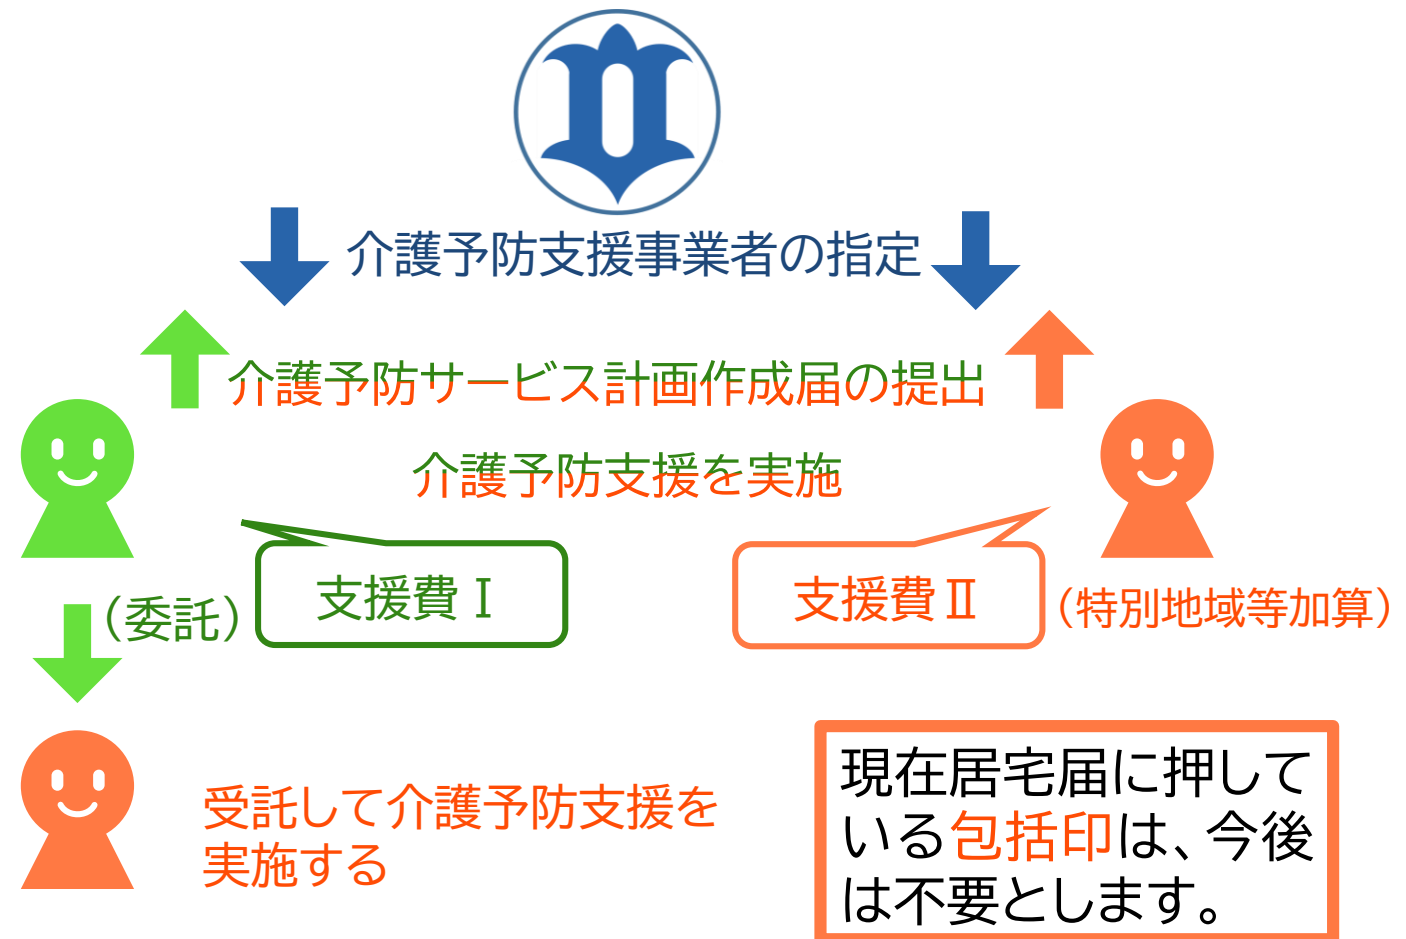 介護予防支援事業者の指定
介護予防サービス計画作成届の提出
介護予防支援を実施
支援費Ⅰ
支援費Ⅱ
（委託）
（特別地域等加算）
受託して介護予防支援を
実施する
現在居宅届に押して
いる包括印は、今後
は不要とします。